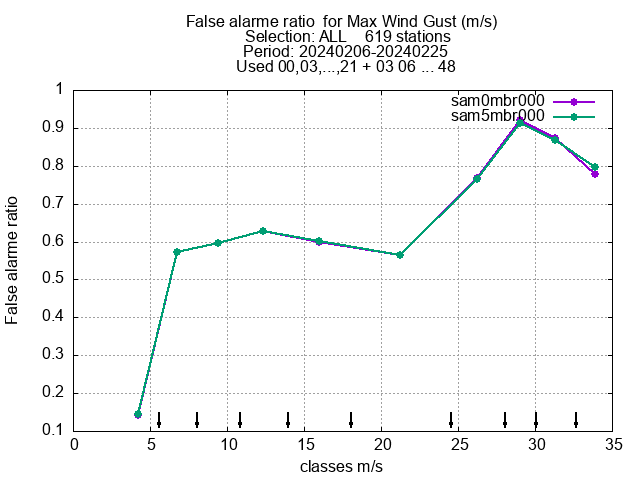 False alarme ratio  for Max Wind Gust (m/s)
Selection: ALL    619 stations
Period: 20240206-20240225
Used 00,03,...,21 + 03 06 ... 48
sam0mbr000
sam5mbr000
1
0.9
0.8
0.7
0.6
0.5
0.4
0.3
0.2
0.1
False alarme ratio
0 5 10 15 20 25 30 35
classes m/s